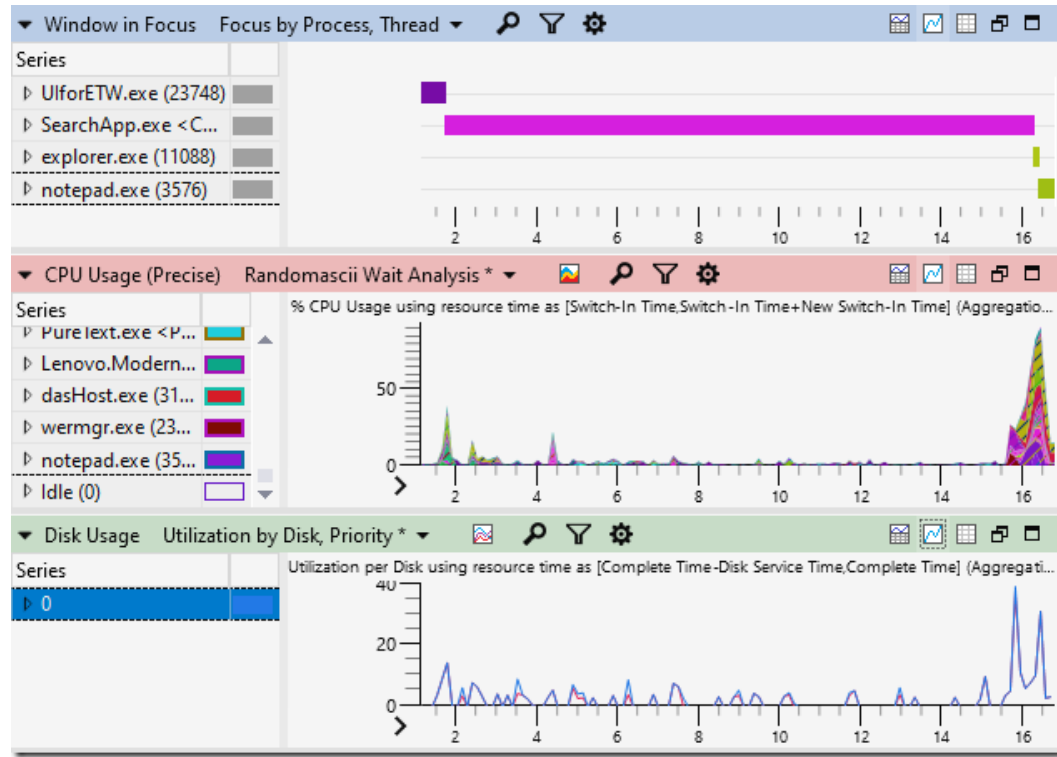 Window in Focus Focus by Process, Thread
Series
UIforETW.exe (23748)
SearchApp.exe <C...
explorer.exe (11088)
notepad.exe (3576)
2 4 6 8 10 12 14 16
CPU Usage (Precise) Randomascii Wait Analysis *
Series
% CPU Usage using resource time as [Switch-In Time,Switch-In Time+New Switch-In Time] (Aggregatio...
PureText.exe <P...
Lenovo.Modern...
dasHost.exe (31...
wermgr.exe (23...
notepad.exe (35...
Idle (0)
50
0
2 4 6 8 10 12 14 16
Disk Usage Utilization by Disk, Priority *
Series
Utilization per Disk using resource time as [Complete Time-Disk Service Time,Complete Time] (Aggregati...
0
40
20
0
2 4 6 8 10 12 14 16